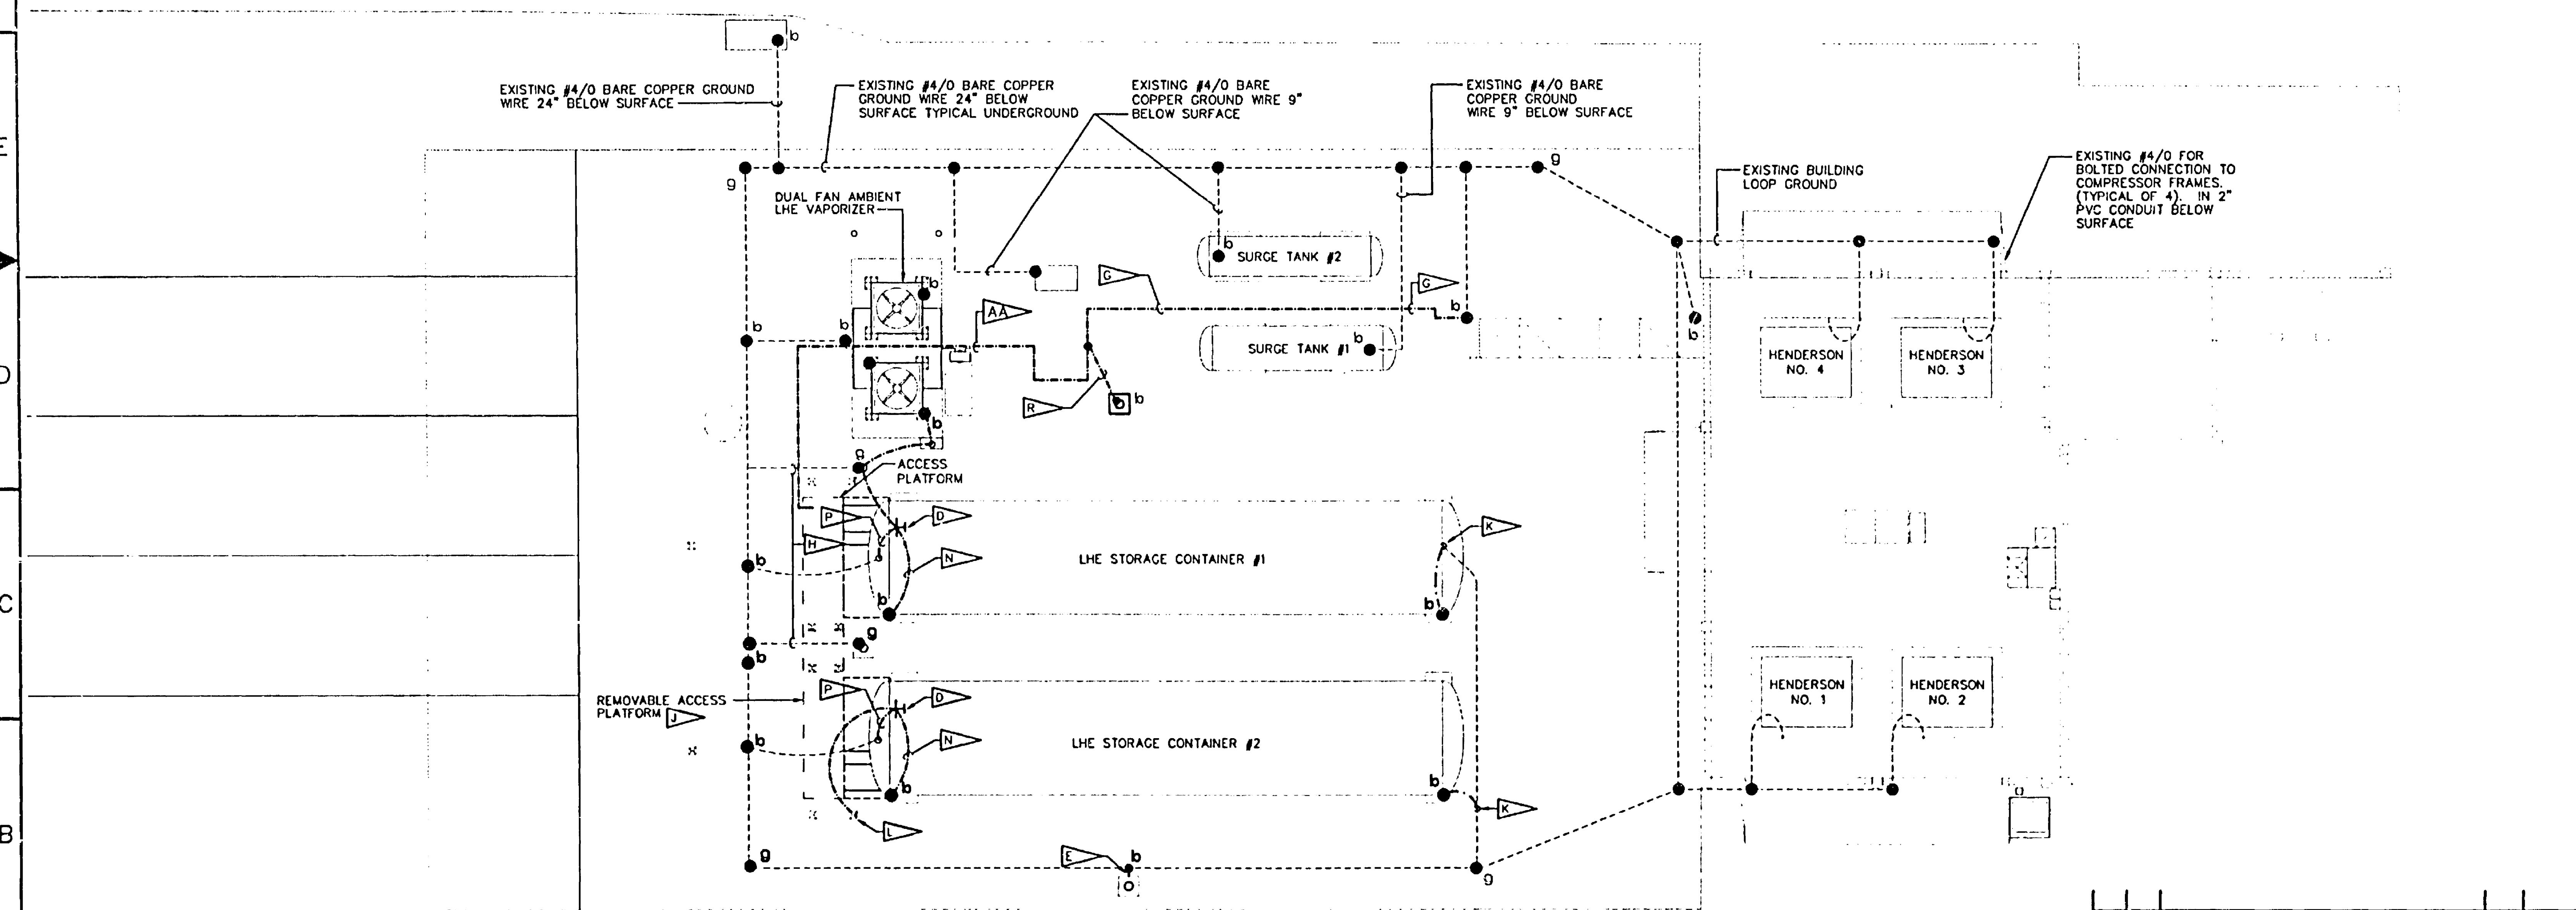 b
EXISTING #4/0 BARE COPPER GROUND
WIRE 24" BELOW SURFACE
EXISTING #4/0 BARE COPPER
GROUND WIRE 24" BELOW
SURFACE TYPICAL UNDERGROUND
EXISTING #4/0 BARE
COPPER GROUND WIRE 9"
BELOW SURFACE
EXISTING #4/0 BARE
COPPER GROUND
WIRE 9" BELOW SURFACE
E
EXISTING BUILDING
LOOP GROUND
EXISTING #4/0 FOR
BOLTED CONNECTION TO
COMPRESSOR FRAMES.
(TYPICAL OF 4). IN 2"
PVC CONDUIT BELOW
SURFACE
g
g
DUAL FAN AMBIENT
LHE VAPORIZER
b
SURGE TANK #2
G
G
b
AA
b
b
b
b
SURGE TANK #1
b
b
HENDERSON
NO. 4
HENDERSON
NO. 3
D
R
b
b
g
ACCESS
PLATFORM
P
D
K
H
N
LHE STORAGE CONTAINER #1
b
b
b
C
g
b
REMOVABLE ACCESS
PLATFORM J
P
D
HENDERSON
NO. 1
HENDERSON
NO. 2
b
N
LHE STORAGE CONTAINER #2
b
b
K
L
B
g
E
b
g